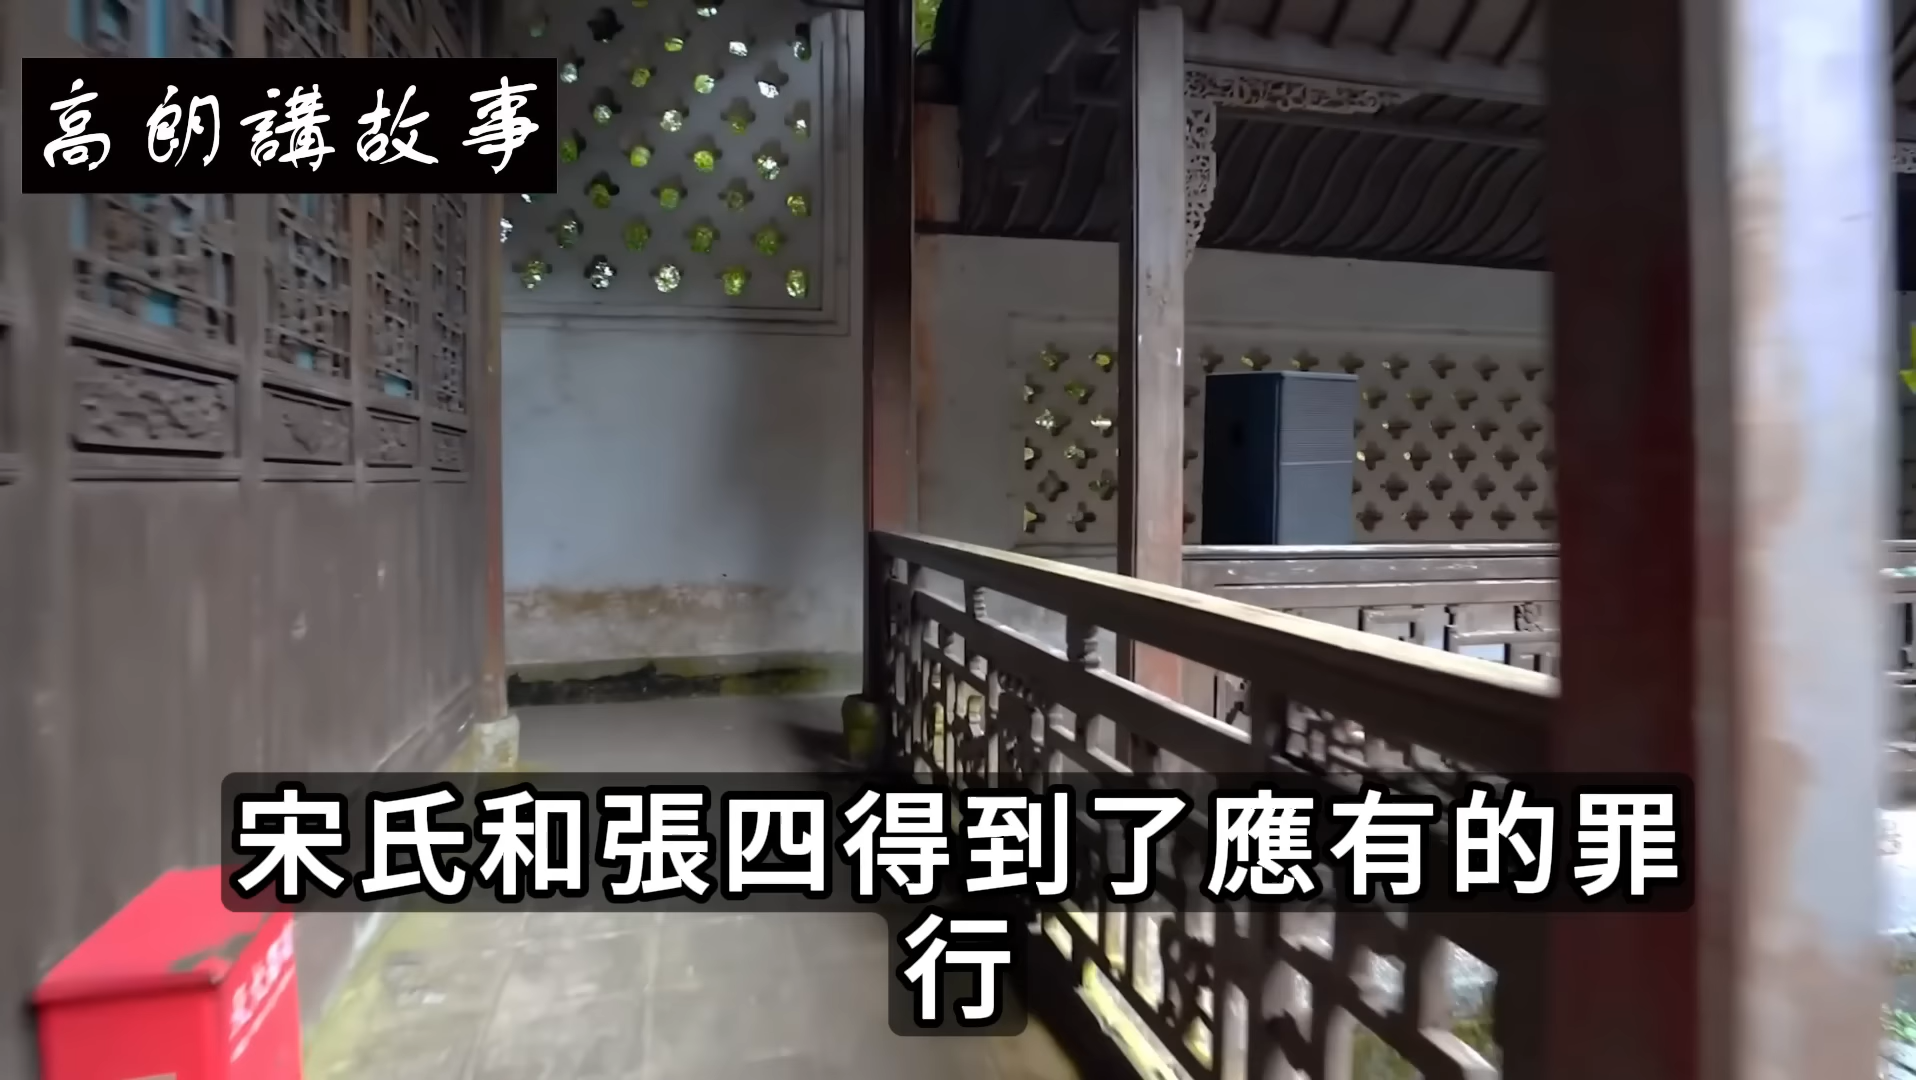 高朗講故事
宋氏和張四得到了應有的罪
行